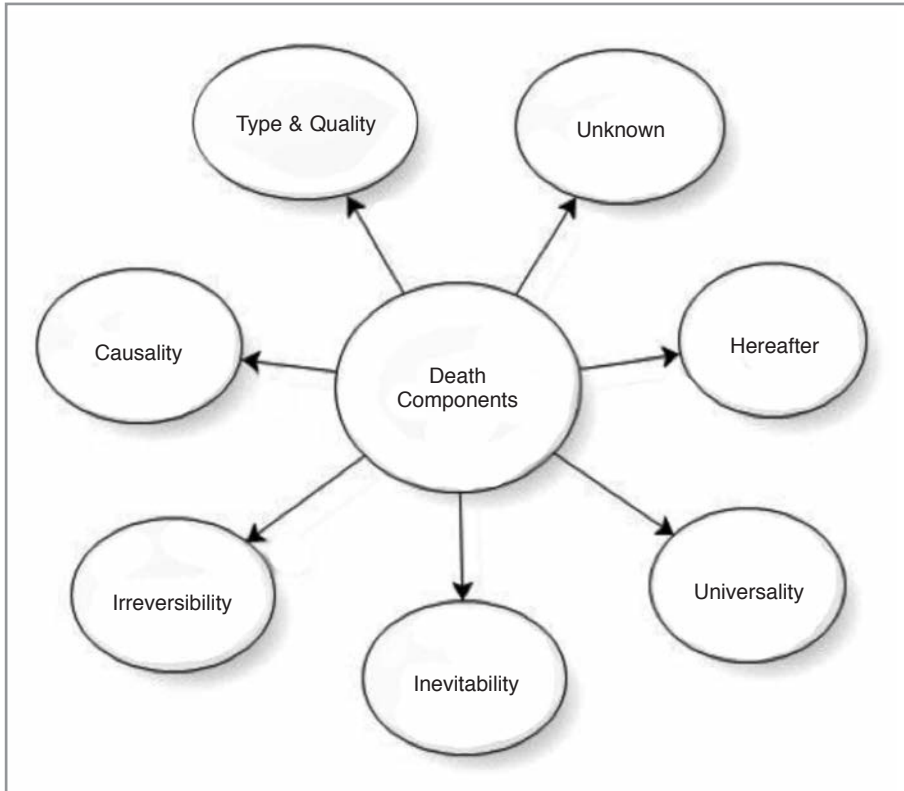 Type & Quality
Unknown
Causality
Death
Components
Hereafter
Irreversibility
Inevitability
Universality